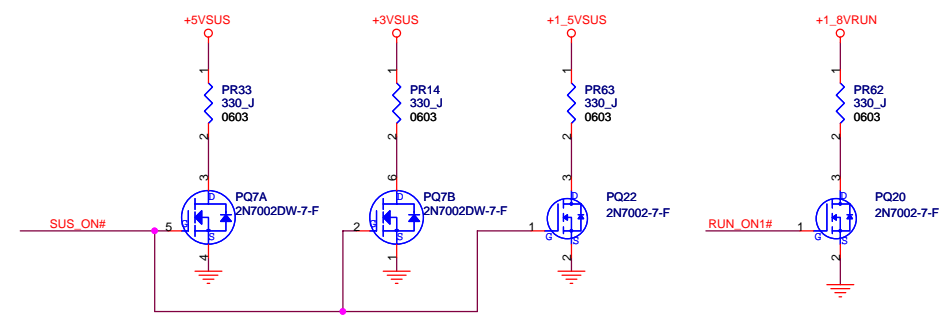 +5VSUS
+3VSUS
+1_5VSUS
+1_8VRUN
1
PR33
330_J
0603
2
1
PR14
330_J
0603
2
1
PR63
330_J
0603
2
1
PR62
330_J
0603
2
3
D
PQ7A
2N7002DW-7-F
SUS_ON#
5
G
S
4
6
D
PQ7B
2N7002DW-7-F
2
G
S
1
3
D
PQ22
2N7002-7-F
1
G
S
2
3
D
PQ20
2N7002-7-F
RUN_ON1#
1
G
S
2